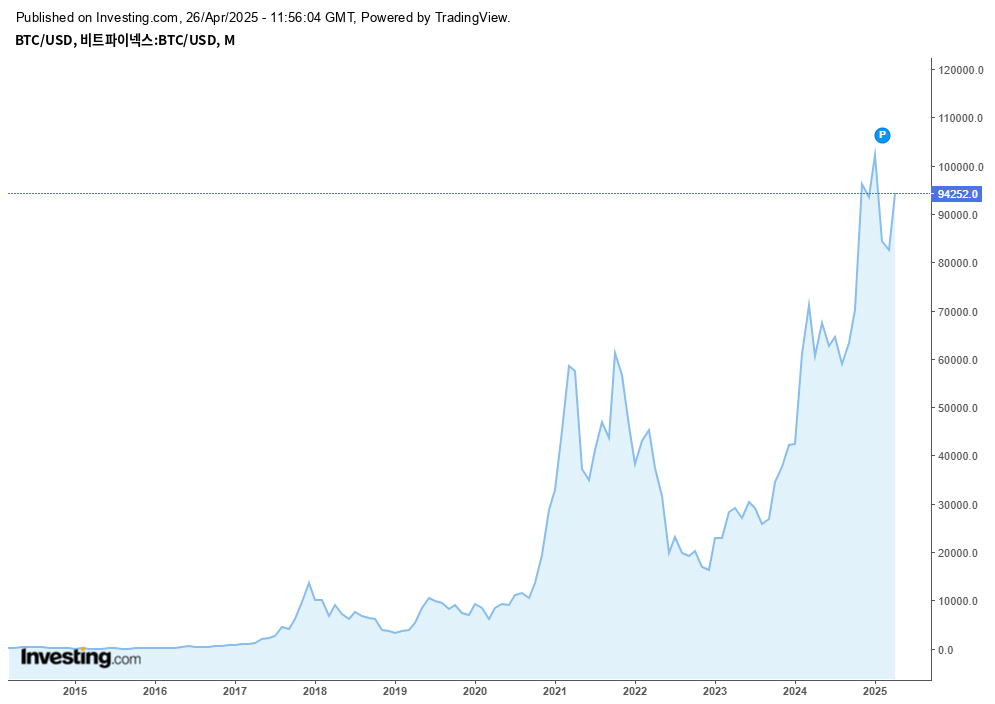 Published on Investing.com, 26/Apr/2025 - 11:56:04 GMT, Powered by TradingView.
BTC/USD, 비트파이넥스:BTC/USD, M
120000.0
110000.0
P
100000.0
94252.0
90000.0
80000.0
70000.0
60000.0
50000.0
40000.0
30000.0
20000.0
10000.0
0.0
Investing.com
2015 2016 2017 2018 2019 2020 2021 2022 2023 2024 2025